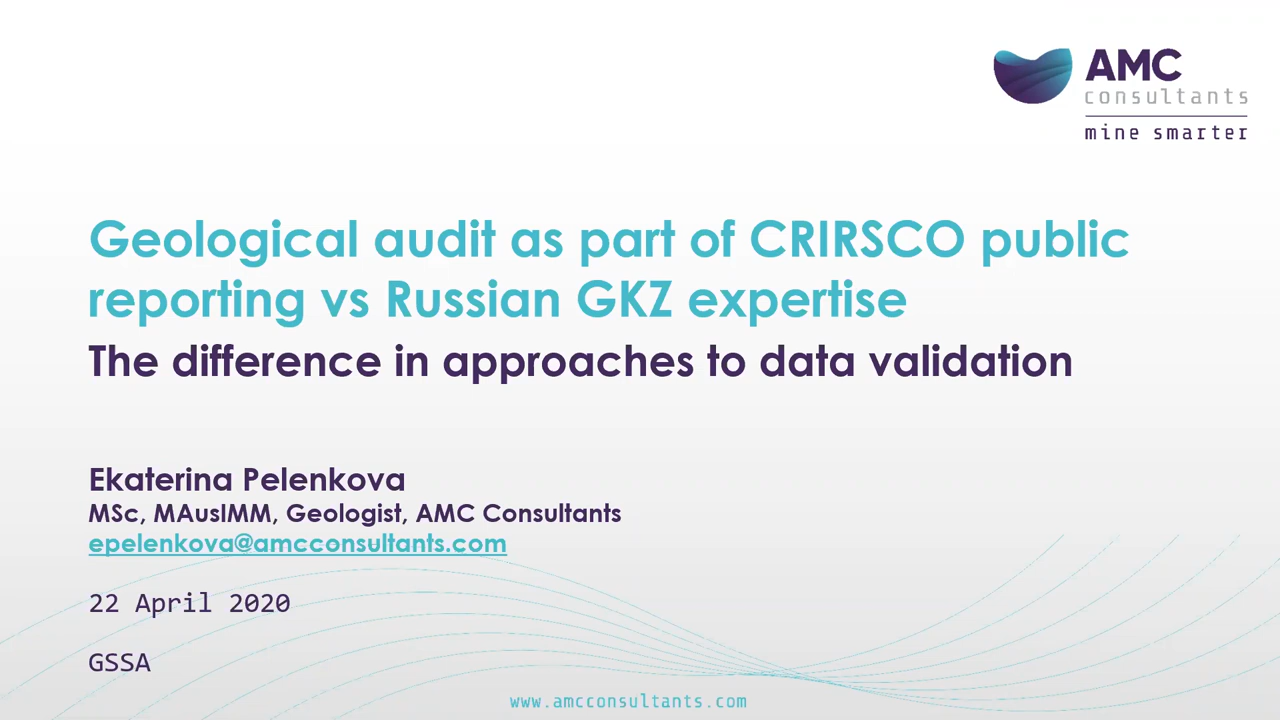 AMC
consultants
mine smarter
Geological audit as part of CRIRSCO public
reporting vs Russian GKZ expertise
The difference in approaches to data validation
Ekaterina Pelenkova
MSc, MAusIMM, Geologist, AMC Consultants
epelenkova@amcconsultants.com
22 April 2020
GSSA
www.amcconsultants.com